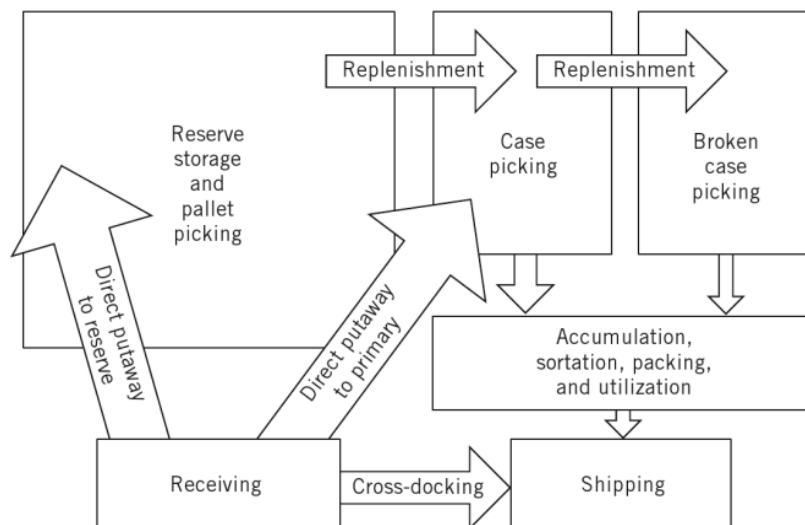 Replenishment
Replenishment
Reserve
storage
and
pallet
picking
Case
picking
Broken
case
picking
Direct putaway
to reserve
Direct putaway
to primary
Accumulation,
sortation, packing,
and utilization
Receiving
Cross-docking
Shipping